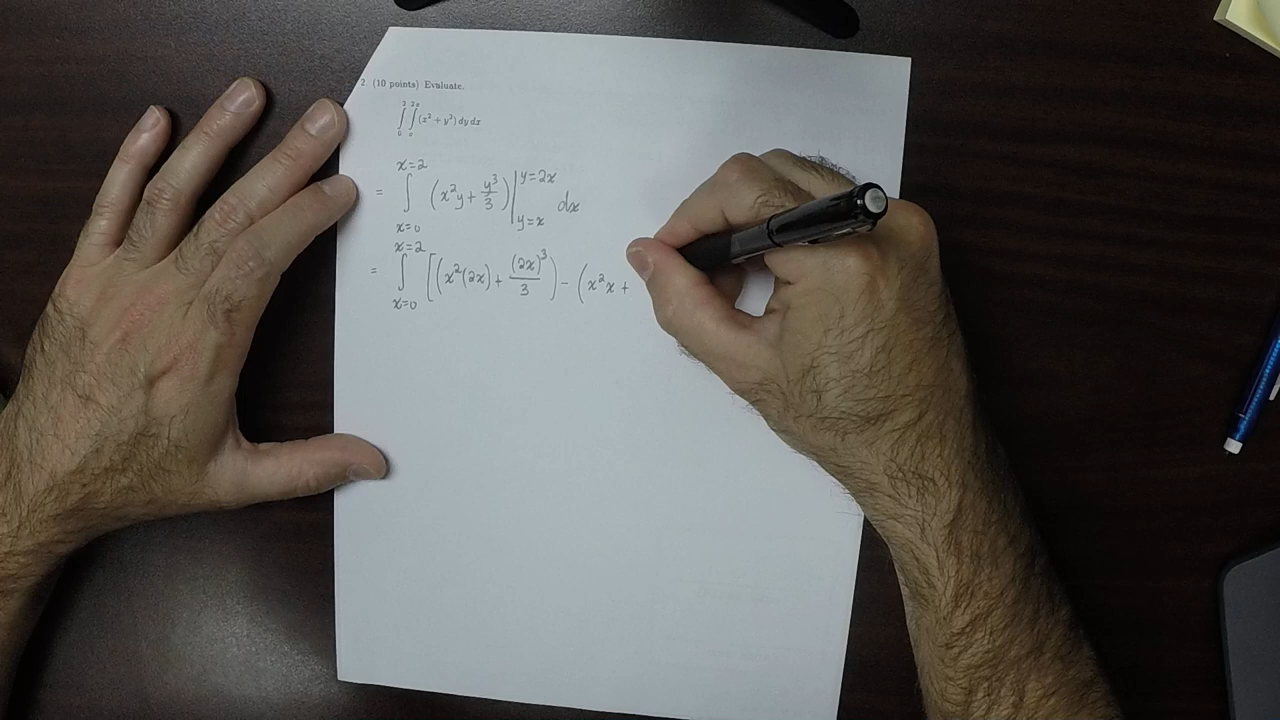 2. (10 points) Evaluate.
∫₀² ∫ₓ²ˣ (x² + y²) dy dx
= ∫_{x=0}^{x=2} (x²y + y³/3) |_{y=x}^{y=2x} dx
= ∫_{x=0}^{x=2} [(x²(2x) + (2x)³/3) - (x²x +